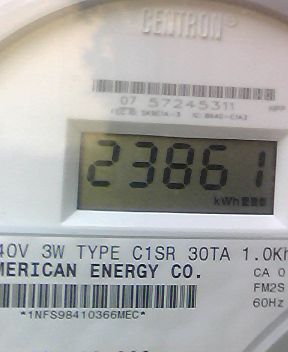 CENTRON®
07 57245311
23861
kWh
40V 3W TYPE C1SR 30TA 1.0Kh
MERICAN ENERGY CO.
CA 0
FM2S
60Hz
*1NFS98410366MEC*